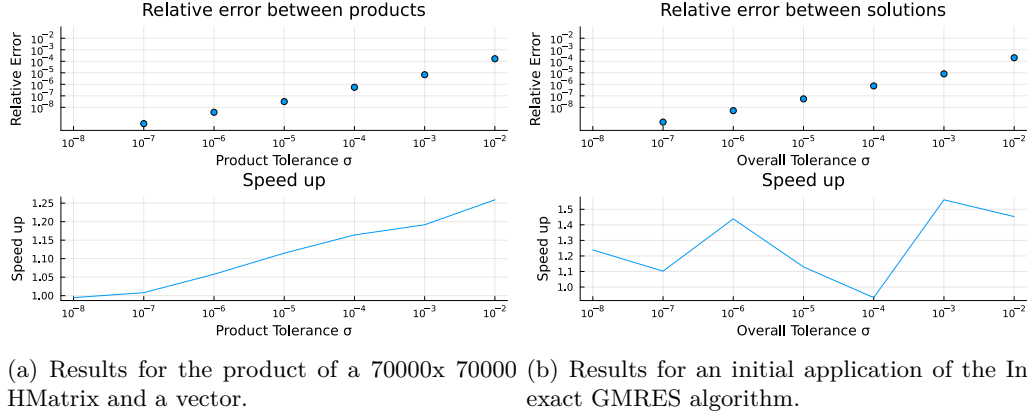 Relative error between products
Relative Error
10⁻²
10⁻³
10⁻⁴
10⁻⁵
10⁻⁶
10⁻⁷
10⁻⁸
10⁻⁸ 10⁻⁷ 10⁻⁶ 10⁻⁵ 10⁻⁴ 10⁻³ 10⁻²
Product Tolerance σ
Speed up
Speed up
1.25
1.20
1.15
1.10
1.05
1.00
10⁻⁸ 10⁻⁷ 10⁻⁶ 10⁻⁵ 10⁻⁴ 10⁻³ 10⁻²
Product Tolerance σ
(a) Results for the product of a 70000x 70000
HMatrix and a vector.
Relative error between solutions
Relative Error
10⁻²
10⁻³
10⁻⁴
10⁻⁵
10⁻⁶
10⁻⁷
10⁻⁸
10⁻⁸ 10⁻⁷ 10⁻⁶ 10⁻⁵ 10⁻⁴ 10⁻³ 10⁻²
Overall Tolerance σ
Speed up
Speed up
1.5
1.4
1.3
1.2
1.1
1.0
10⁻⁸ 10⁻⁷ 10⁻⁶ 10⁻⁵ 10⁻⁴ 10⁻³ 10⁻²
Overall Tolerance σ
(b) Results for an initial application of the In
exact GMRES algorithm.